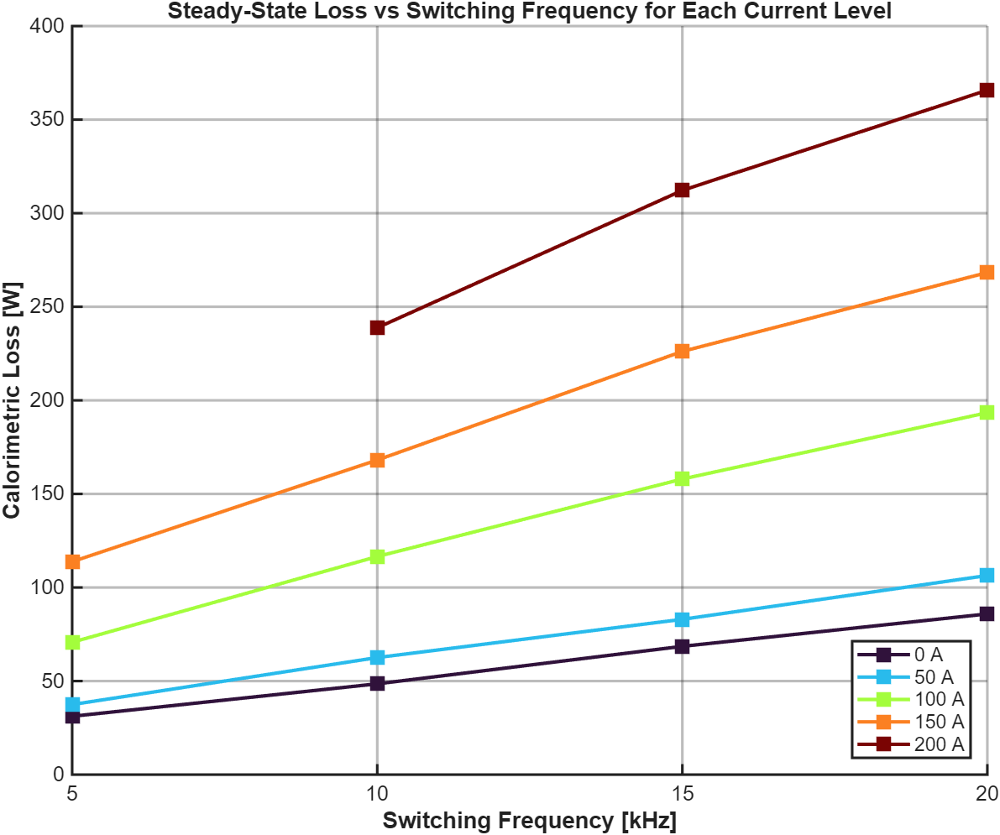 Steady-State Loss vs Switching Frequency for Each Current Level
400
350
300
250
200
150
100
50
0
Calorimetric Loss [W]
5 10 15 20
Switching Frequency [kHz]
0 A
50 A
100 A
150 A
200 A